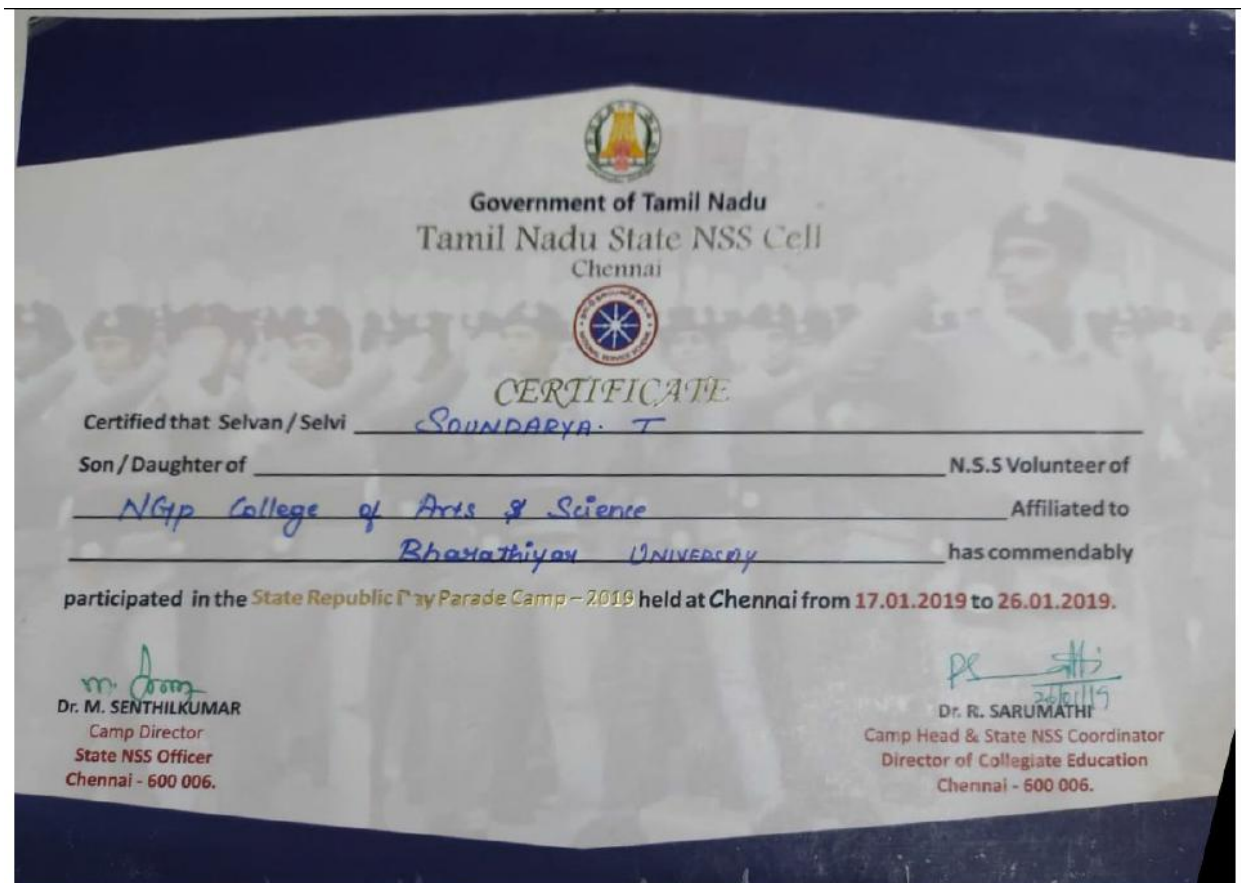 Government of Tamil Nadu
Tamil Nadu State NSS Cell
Chennai
CERTIFICATE
Certified that Selvan / Selvi SOUNDARYA. T
Son / Daughter of N.S.S Volunteer of
NGP College of Arts & Science Affiliated to
Bharathiyar UNIVERSITY has commendably
participated in the State Republic Day Parade Camp – 2019 held at Chennai from 17.01.2019 to 26.01.2019.
26/01/19
Dr. M. SENTHILKUMAR
Camp Director
State NSS Officer
Chennai - 600 006.
Dr. R. SARUMATHI
Camp Head & State NSS Coordinator
Director of Collegiate Education
Chennai - 600 006.